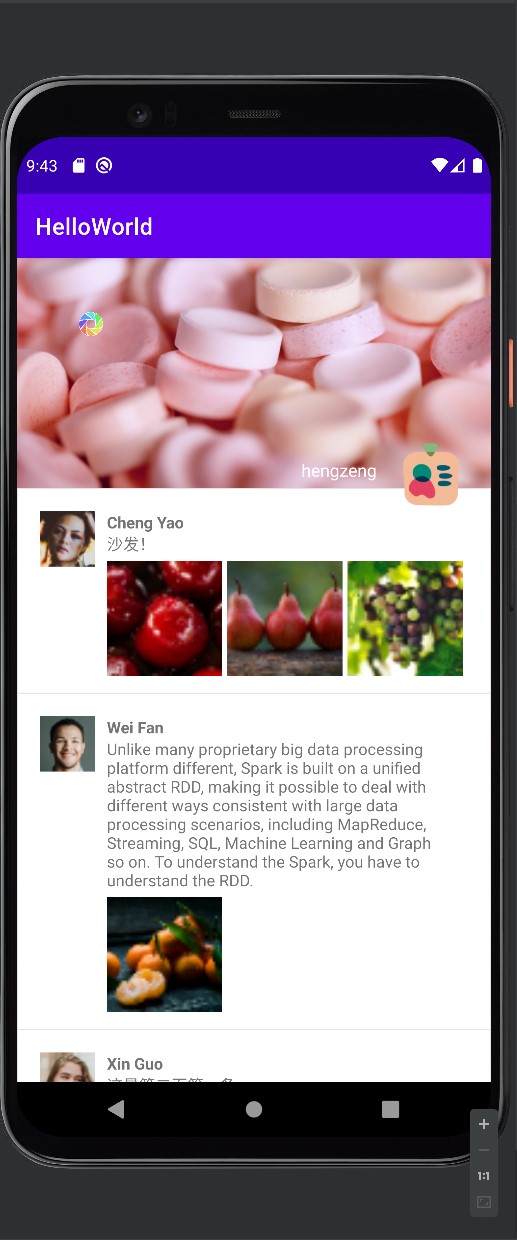 9:43
HelloWorld
hengzeng
Cheng Yao
沙发！
Wei Fan
Unlike many proprietary big data processing
platform different, Spark is built on a unified
abstract RDD, making it possible to deal with
different ways consistent with large data
processing scenarios, including MapReduce,
Streaming, SQL, Machine Learning and Graph
so on. To understand the Spark, you have to
understand the RDD.
Xin Guo
1:1